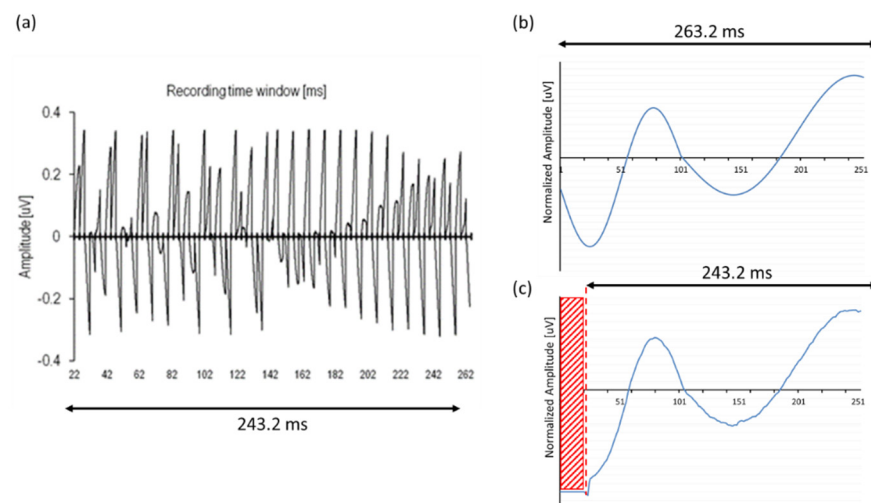 (a)
Recording time window [ms]
Amplitude [uV]
0.4
0.2
0
-0.2
-0.4
22 42 62 82 102 122 142 162 182 202 222 242 262
243.2 ms
(b)
263.2 ms
Normalized Amplitude [uV]
1 51 101 151 201 251
(c)
243.2 ms
Normalized Amplitude [uV]
51 101 151 201 251